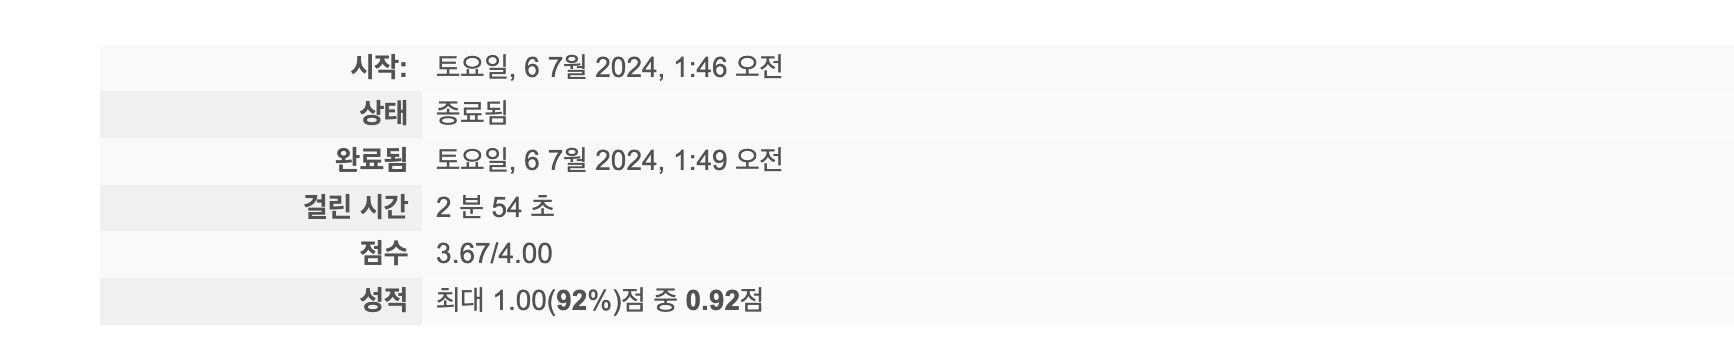 시작: 토요일, 6 7월 2024, 1:46 오전
상태 종료됨
완료됨 토요일, 6 7월 2024, 1:49 오전
걸린 시간 2 분 54 초
점수 3.67/4.00
성적 최대 1.00(92%)점 중 0.92점